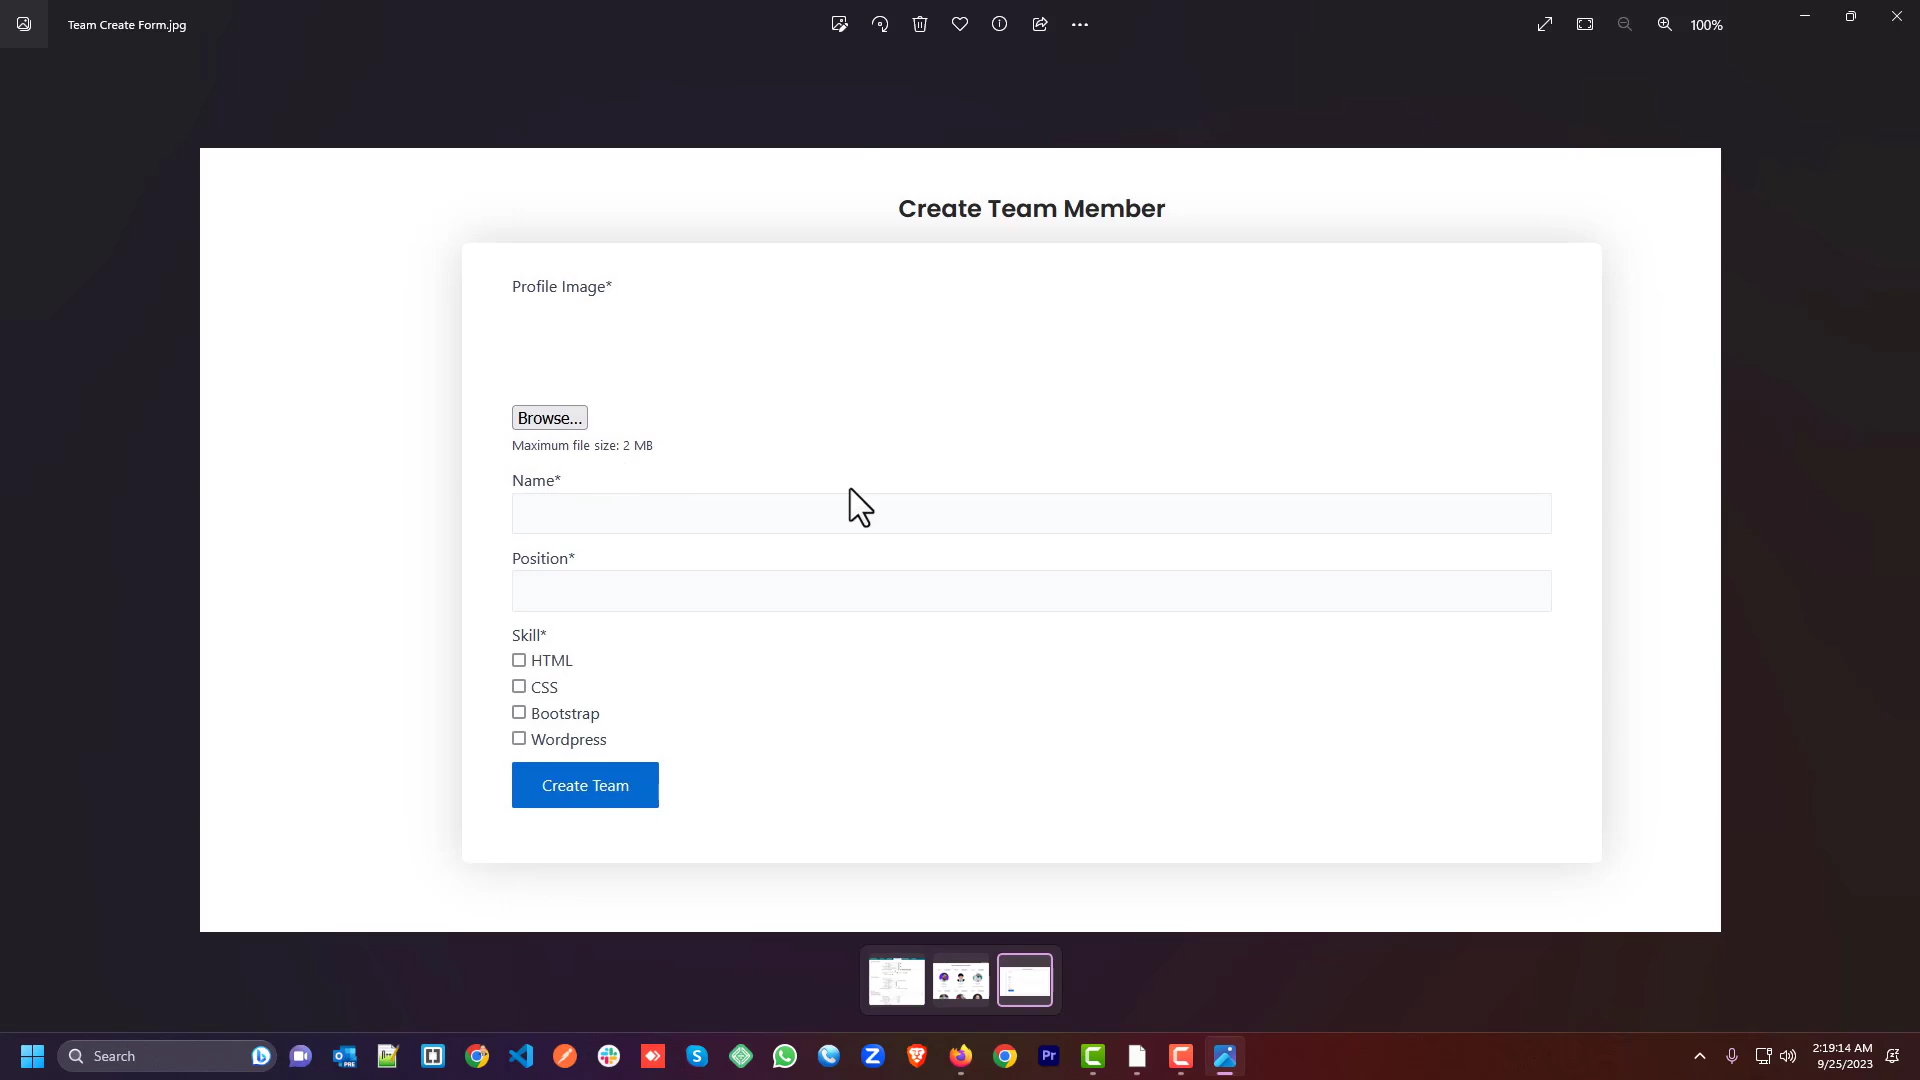 Team Create Form.jpg
100%
Create Team Member
Profile Image*
Browse...
Maximum file size: 2 MB
Name*
Position*
Skill*
HTML
CSS
Bootstrap
Wordpress
Create Team
Search
Pr
2:19:14 AM
9/25/2023